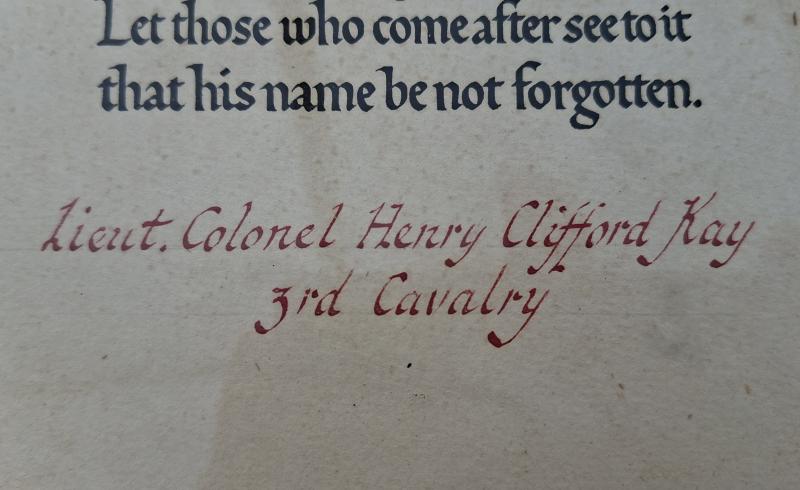 Let those who come after see to it
that his name be not forgotten.
Lieut. Colonel Henry Clifford Kay
3rd Cavalry